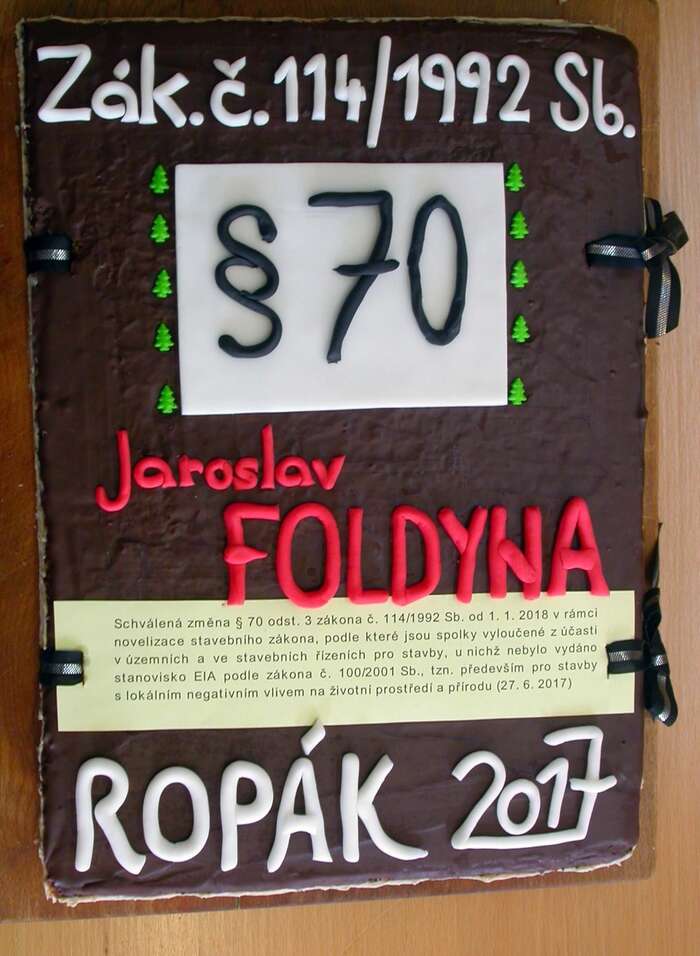 Zák. č. 114/1992 Sb.
§ 70
Jaroslav
FOLDYNA
Schválená změna § 70 odst. 3 zákona č. 114/1992 Sb. od 1. 1. 2018 v rámci
novelizace stavebního zákona, podle které jsou spolky vyloučené z účasti
v územních a ve stavebních řízeních pro stavby, u nichž nebylo vydáno
stanovisko EIA podle zákona č. 100/2001 Sb., tzn. především pro stavby
s lokálním negativním vlivem na životní prostředí a přírodu (27. 6. 2017)
ROPÁK 2017